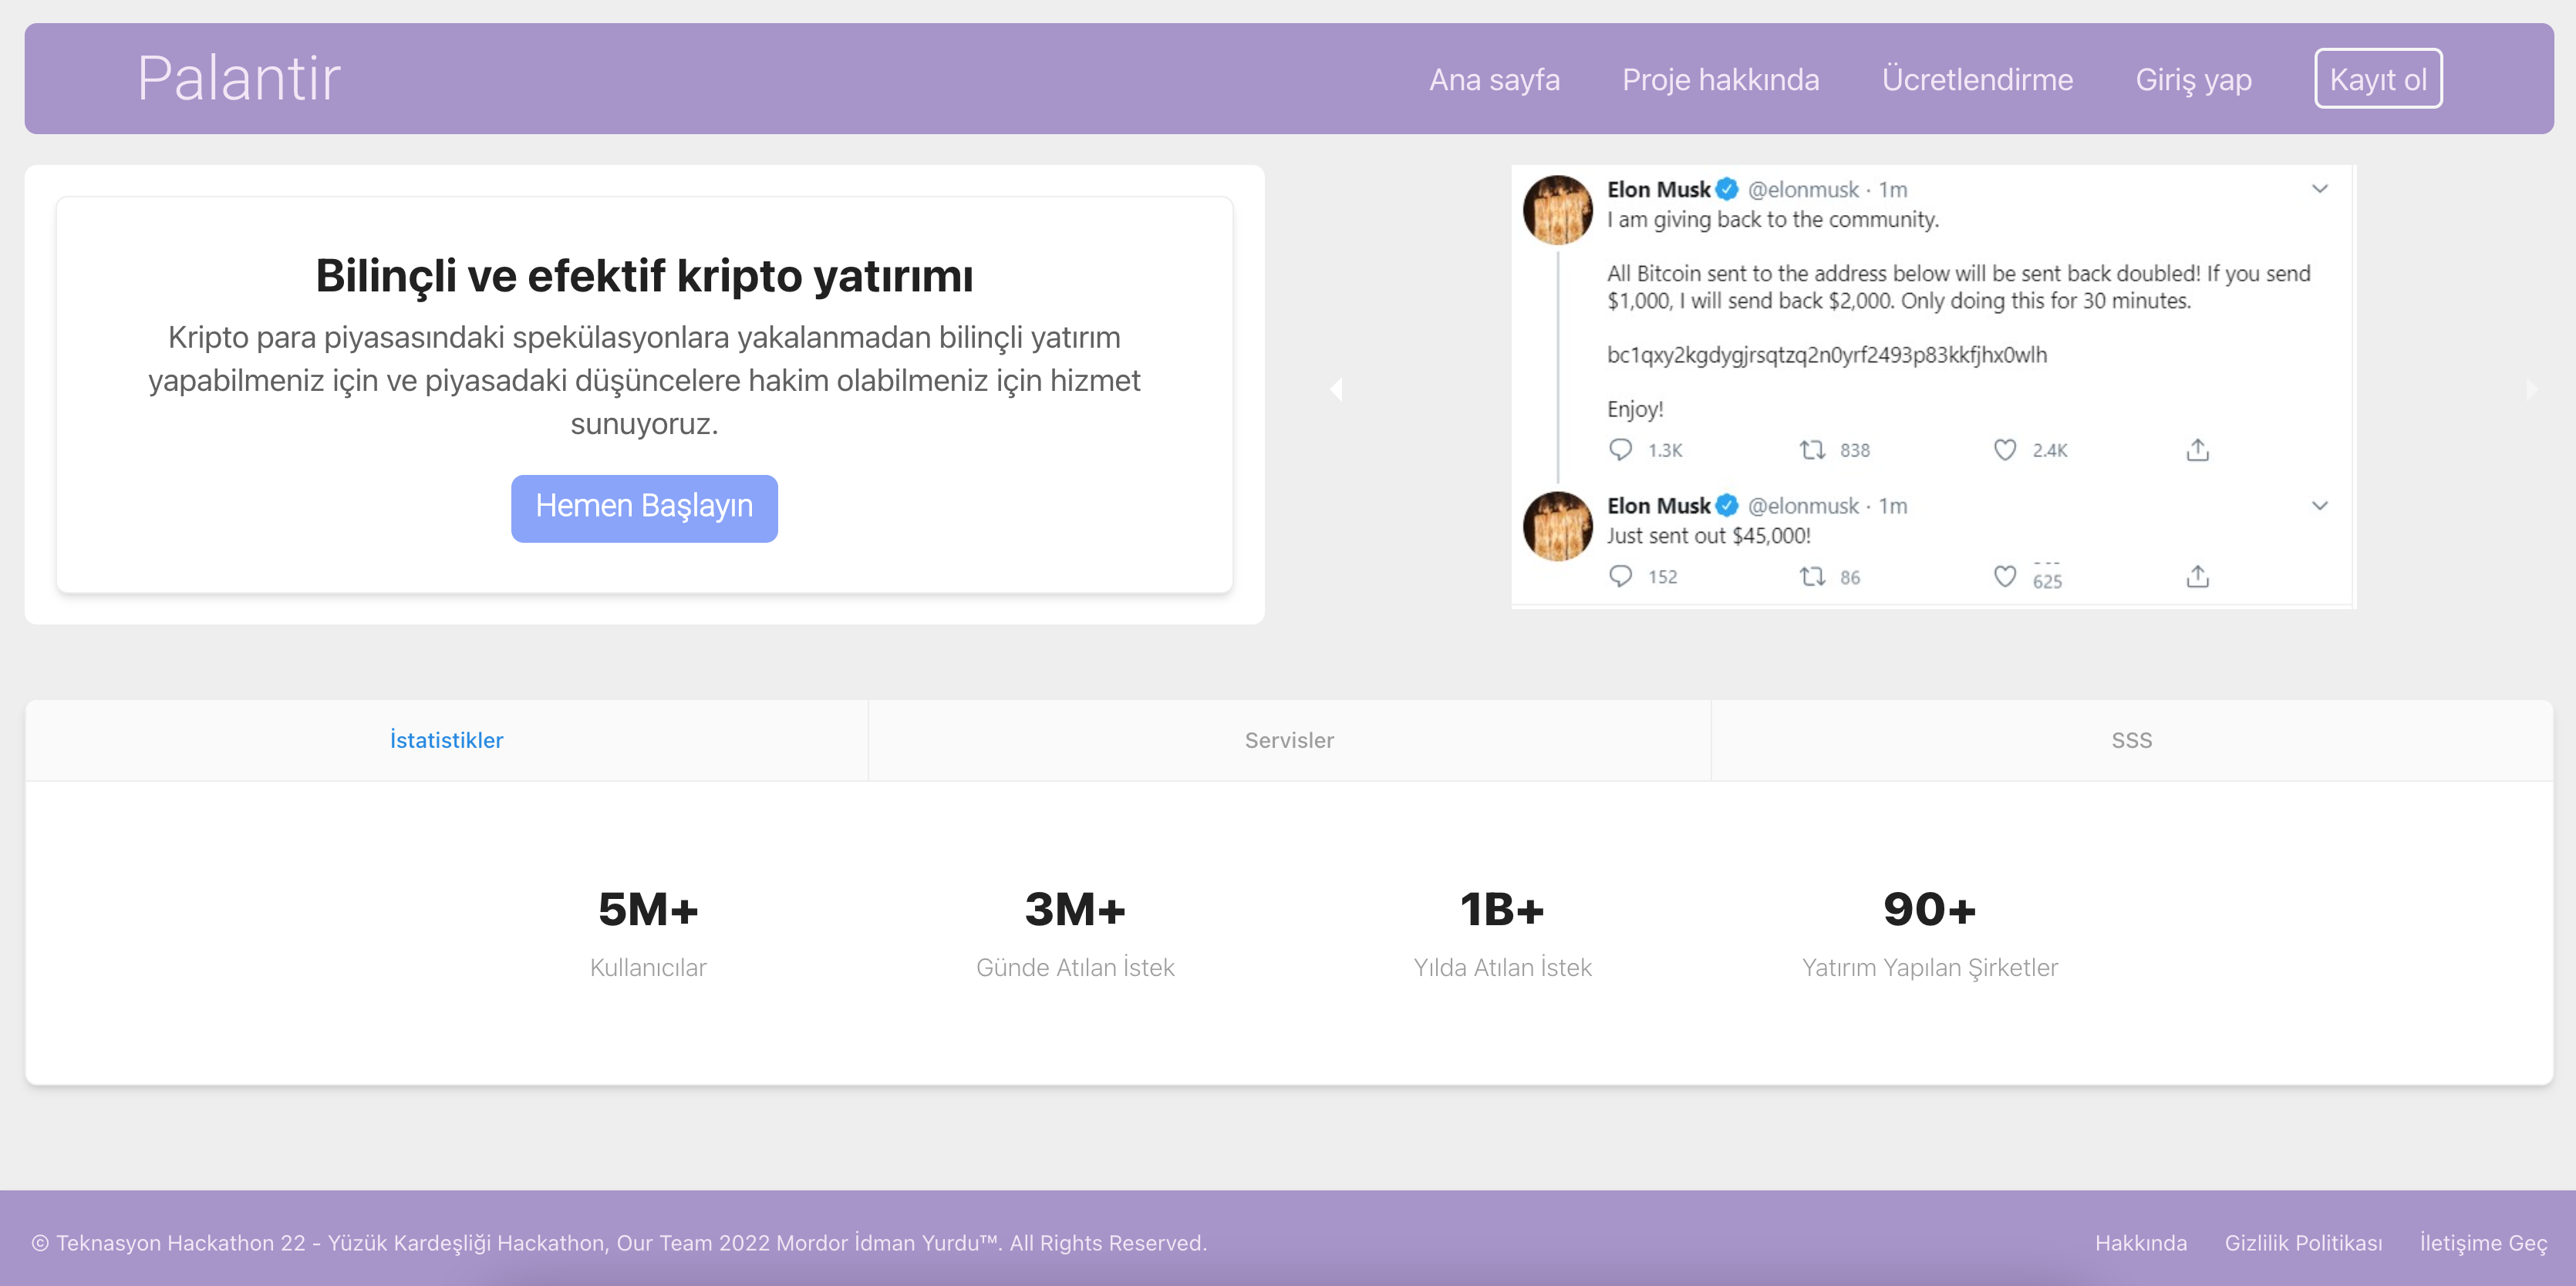 Palantir
Ana sayfa
Proje hakkında
Ücretlendirme
Giriş yap
Kayıt ol
Bilinçli ve efektif kripto yatırımı
Kripto para piyasasındaki spekülasyonlara yakalanmadan bilinçli yatırım
yapabilmeniz için ve piyasadaki düşüncelere hakim olabilmeniz için hizmet
sunuyoruz.
Hemen Başlayın
Elon Musk @elonmusk · 1m
I am giving back to the community.
All Bitcoin sent to the address below will be sent back doubled! If you send
$1,000, I will send back $2,000. Only doing this for 30 minutes.
bc1qxy2kgdygjrsqtzq2n0yrf2493p83kkfjhx0wlh
Enjoy!
1.3K 838 2.4K
Elon Musk @elonmusk · 1m
Just sent out $45,000!
152 86 625
İstatistikler
Servisler
SSS
5M+
Kullanıcılar
3M+
Günde Atılan İstek
1B+
Yılda Atılan İstek
90+
Yatırım Yapılan Şirketler
© Teknasyon Hackathon 22 - Yüzük Kardeşliği Hackathon, Our Team 2022 Mordor İdman Yurdu™. All Rights Reserved.
Hakkında
Gizlilik Politikası
İletişime Geç